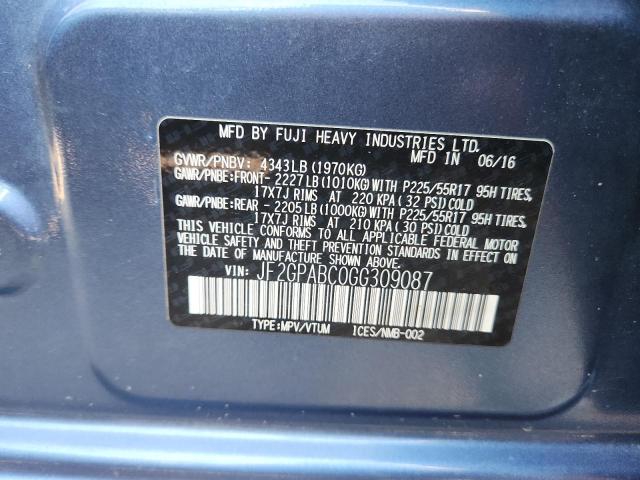 MFD BY FUJI HEAVY INDUSTRIES LTD.
MFD IN 06/16
GVWR/PNBV: 4343LB(1970KG)
GAWR/PNBE:FRONT- 2227LB(1010KG)WITH P225/55R17 95H TIRES,
17X7J RIMS AT 220 KPA( 32 PSI)COLD
GAWR/PNBE:REAR - 2205LB(1000KG)WITH P225/55R17 95H TIRES,
17X7J RIMS AT 210 KPA( 30 PSI)COLD
THIS VEHICLE CONFORMS TO ALL APPLICABLE FEDERAL MOTOR
VEHICLE SAFETY AND THEFT PREVENTION STANDARDS IN EFFECT ON
THE DATE OF MANUFACTURE SHOWN ABOVE.
VIN: JF2GPABC0GG309087
TYPE:MPV/VTUM ICES/NMB-002